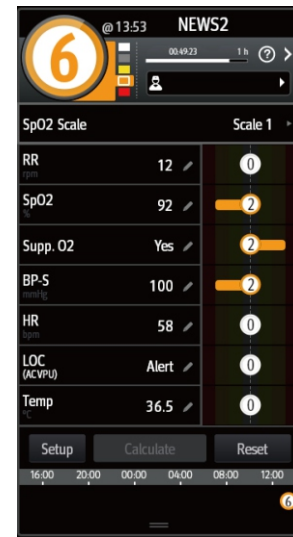 @ 13:53 NEWS2
6
00:49:23 1 h ?
SpO2 Scale Scale 1
RR 12 0
rpm
SpO2 92 2
%
Supp. O2 Yes 2
BP-S 100 2
mmHg
HR 58 0
bpm
LOC Alert 0
(ACVPU)
Temp 36.5 0
°C
Setup Calculate Reset
16:00 20:00 00:00 04:00 08:00 12:00
6